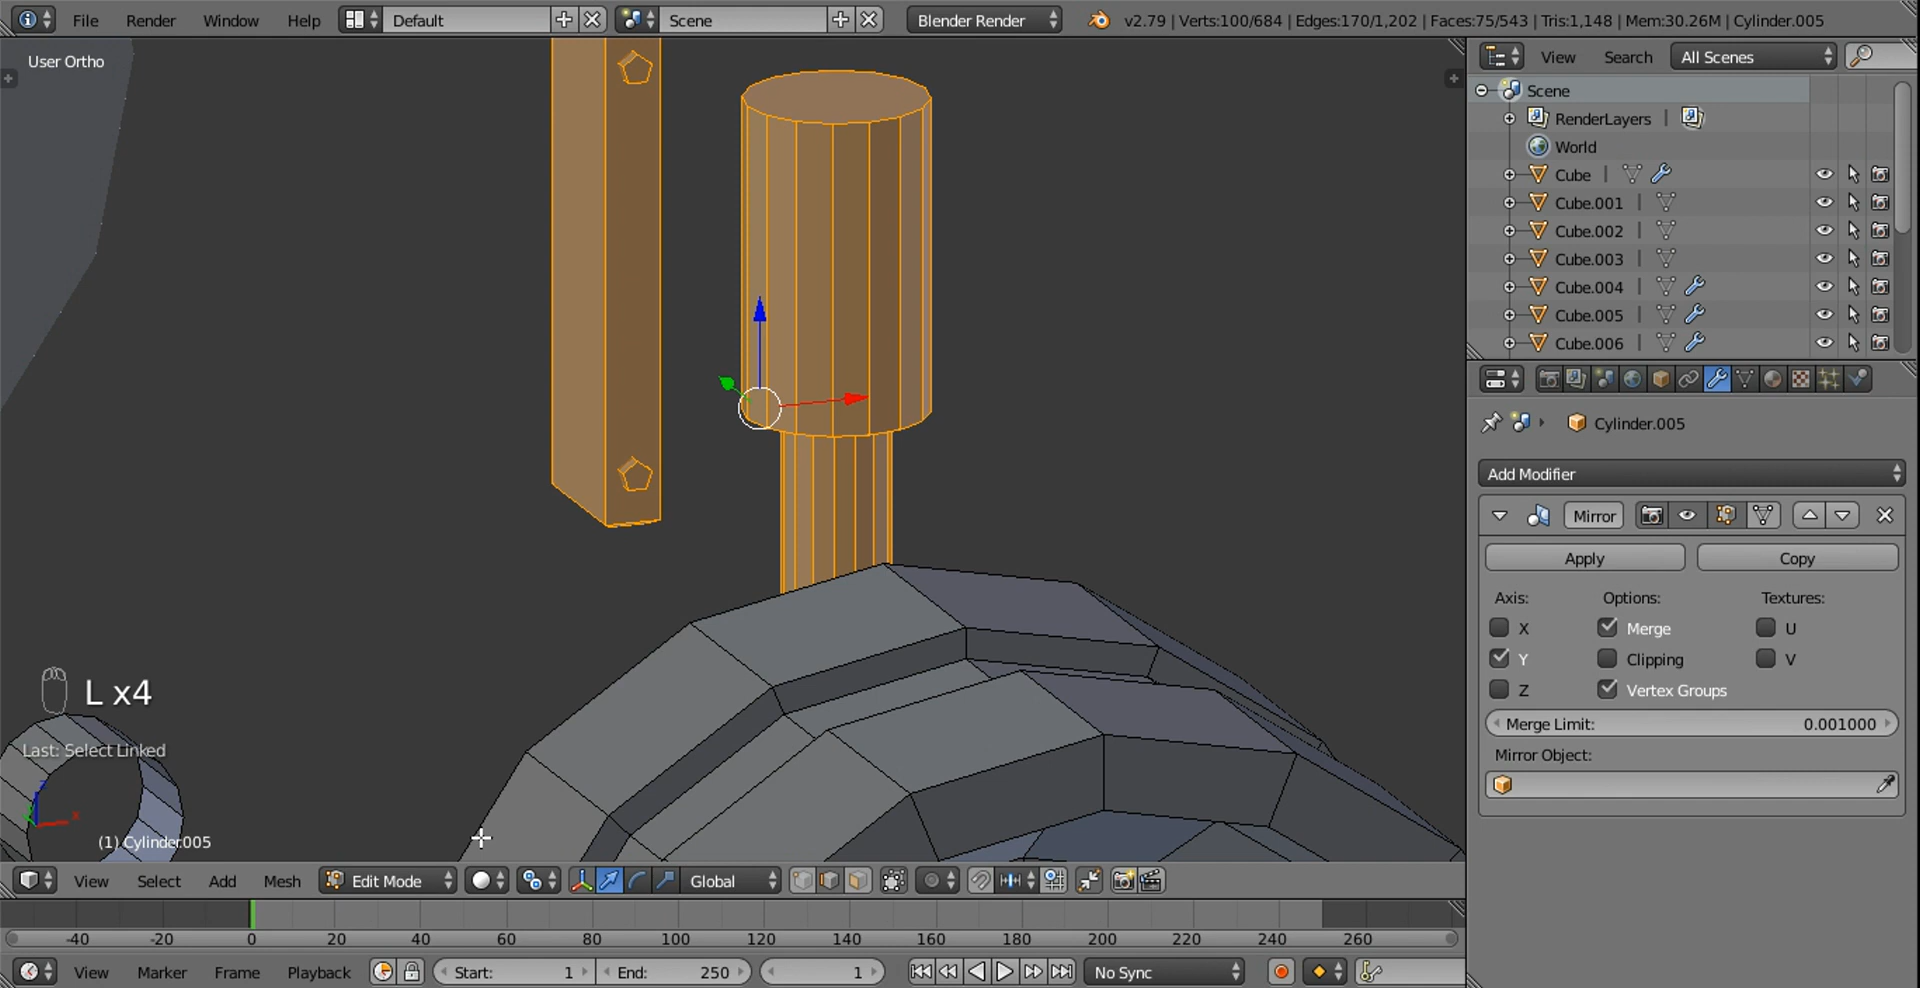 File Render Window Help Default Scene Blender Render v2.79 | Verts:100/684 | Edges:170/1,202 | Faces:75/543 | Tris:1,148 | Mem:30.26M | Cylinder.005
User Ortho
View Search All Scenes
Scene
RenderLayers
World
Cube
Cube.001
Cube.002
Cube.003
Cube.004
Cube.005
Cube.006
Cylinder.005
Add Modifier
Mirror
Apply Copy
Axis: Options: Textures:
X Merge U
Y Clipping V
Z Vertex Groups
Merge Limit: 0.001000
Mirror Object:
L x4
Last: Select Linked
(1) Cylinder.005
View Select Add Mesh Edit Mode Global
-40 -20 0 20 40 60 80 100 120 140 160 180 200 220 240 260
View Marker Frame Playback Start: 1 End: 250 1 No Sync